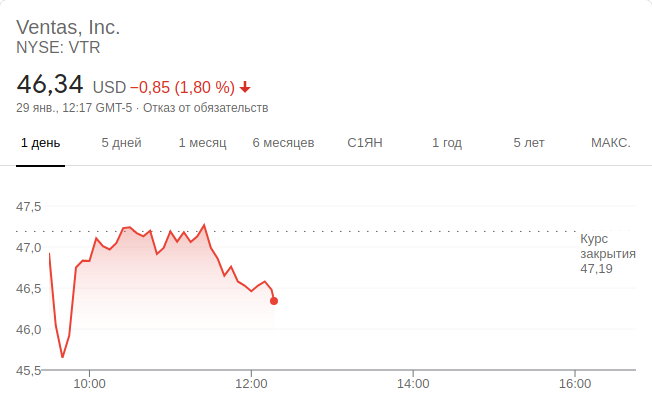 Ventas, Inc.
NYSE: VTR
46,34 USD −0,85 (1,80 %)
29 янв., 12:17 GMT-5 · Отказ от обязательств
1 день 5 дней 1 месяц 6 месяцев С1ЯН 1 год 5 лет МАКС.
47,5
47,0
46,5
46,0
45,5
Курс
закрытия
47,19
10:00 12:00 14:00 16:00